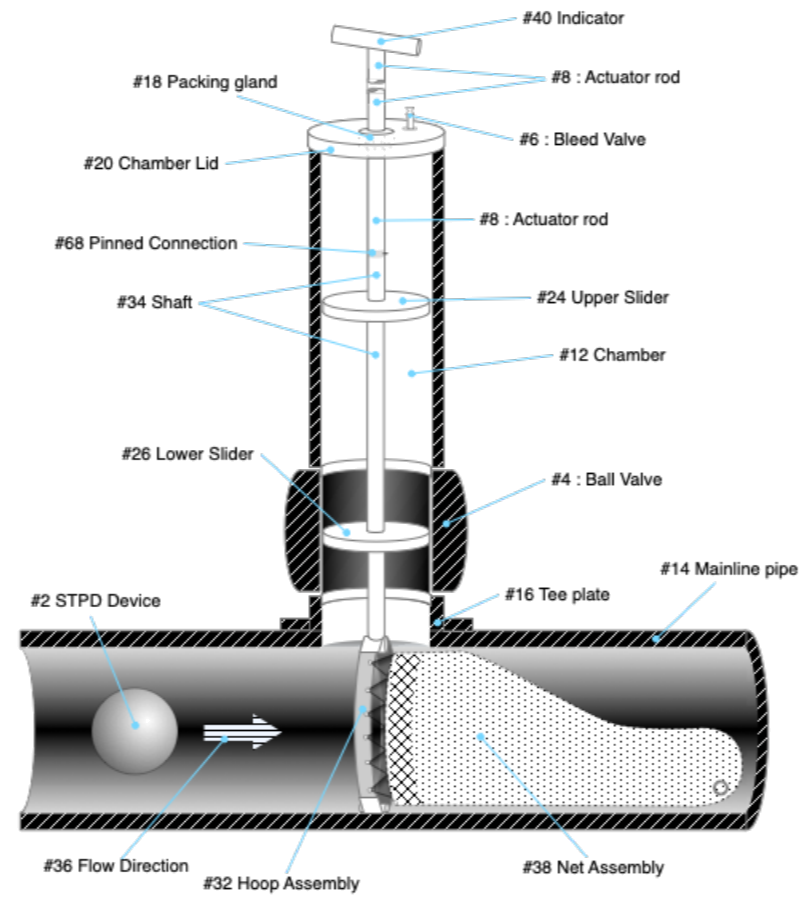 #40 Indicator
#18 Packing gland
#8 : Actuator rod
#6 : Bleed Valve
#20 Chamber Lid
#8 : Actuator rod
#68 Pinned Connection
#34 Shaft
#24 Upper Slider
#12 Chamber
#26 Lower Slider
#4 : Ball Valve
#14 Mainline pipe
#2 STPD Device
#16 Tee plate
#36 Flow Direction
#32 Hoop Assembly
#38 Net Assembly